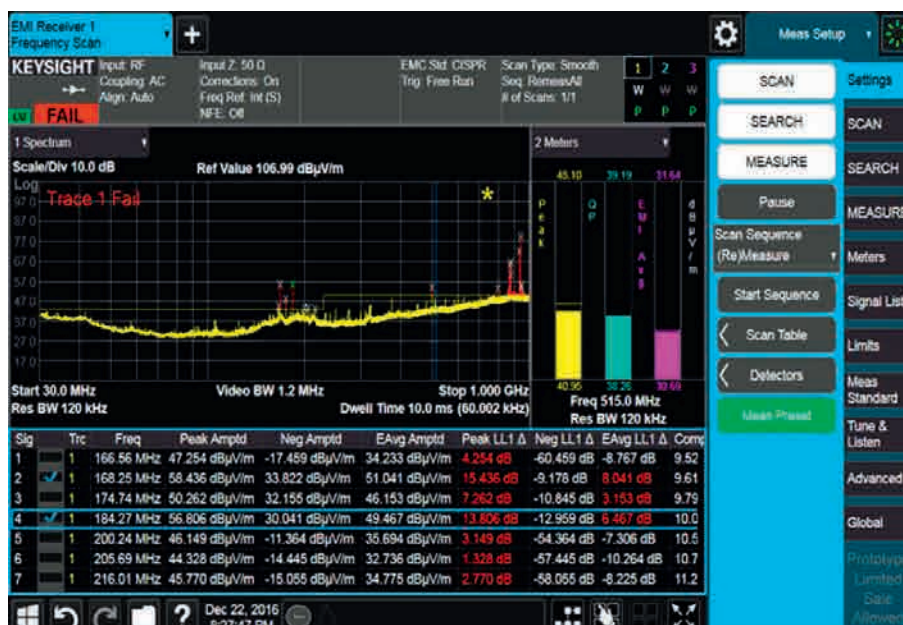 EMI Receiver 1
Frequency Scan
Meas Setup
KEYSIGHT
Input: RF
Coupling: AC
Align: Auto
Input Z: 50 Ω
Corrections: On
Freq Ref: Int (S)
NFE: Off
EMC Std: CISPR
Trig: Free Run
Scan Type: Smooth
Seq: RemeasAll
# of Scans: 1/1
1 2 3
W W W
P P P
FAIL
1 Spectrum
Scale/Div 10.0 dB
Ref Value 106.99 dBµV/m
Log
Trace 1 Fail
97.0
87.0
77.0
67.0
57.0
47.0
37.0
27.0
17.0
Start 30.0 MHz
Video BW 1.2 MHz
Stop 1.000 GHz
Res BW 120 kHz
Dwell Time 10.0 ms (60.002 kHz)
2 Meters
45.10 39.19 31.64
Peak
QP
EMI Avg
dBµV/m
40.95 38.26 30.69
Freq 515.0 MHz
Res BW 120 kHz
SCAN
SEARCH
MEASURE
Pause
Scan Sequence
(Re)Measure
Start Sequence
Scan Table
Detectors
Meas Preset
Settings
SCAN
SEARCH
MEASURE
Meters
Signal List
Limits
Meas
Standard
Tune &
Listen
Advanced
Global
Prototype
Limited
Sale
Allowed
Sig Trc Freq Peak Amptd Neg Amptd EAvg Amptd Peak LL1 Δ Neg LL1 Δ EAvg LL1 Δ
1 1 166.56 MHz 47.254 dBµV/m -17.459 dBµV/m 34.233 dBµV/m 4.254 dB -60.459 dB -8.767 dB 9.52
2 1 168.25 MHz 58.436 dBµV/m 33.822 dBµV/m 51.041 dBµV/m 15.436 dB -9.178 dB 8.041 dB 9.61
3 1 174.74 MHz 50.262 dBµV/m 32.155 dBµV/m 46.153 dBµV/m 7.262 dB -10.845 dB 3.153 dB 9.79
4 1 184.27 MHz 56.806 dBµV/m 30.041 dBµV/m 49.467 dBµV/m 13.806 dB -12.959 dB 6.467 dB 10.0
5 1 200.24 MHz 46.149 dBµV/m -11.364 dBµV/m 35.694 dBµV/m 3.149 dB -54.364 dB -7.306 dB 10.5
6 1 205.69 MHz 44.328 dBµV/m -14.445 dBµV/m 32.736 dBµV/m 1.328 dB -57.445 dB -10.264 dB 10.7
7 1 216.01 MHz 45.770 dBµV/m -15.055 dBµV/m 34.775 dBµV/m 2.770 dB -58.055 dB -8.225 dB 11.2
Dec 22, 2016